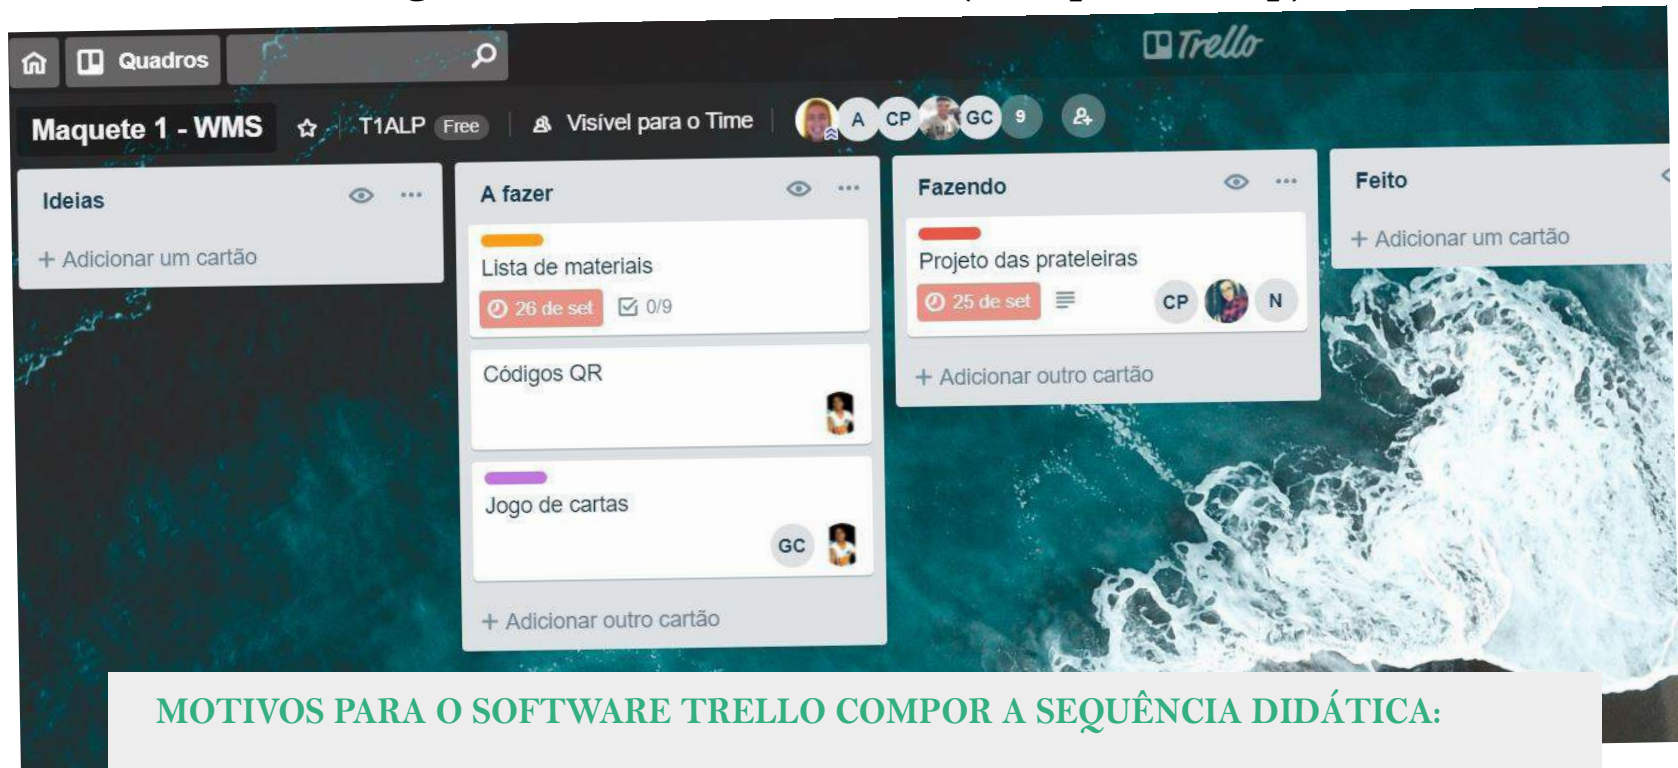 Quadros
Trello
Maquete 1 - WMS
T1ALP Free
Visível para o Time
A
CP
GC
9
Ideias
+ Adicionar um cartão
A fazer
Lista de materiais
26 de set
0/9
Códigos QR
Jogo de cartas
GC
+ Adicionar outro cartão
Fazendo
Projeto das prateleiras
25 de set
CP
N
+ Adicionar outro cartão
Feito
+ Adicionar um cartão
MOTIVOS PARA O SOFTWARE TRELLO COMPOR A SEQUÊNCIA DIDÁTICA: